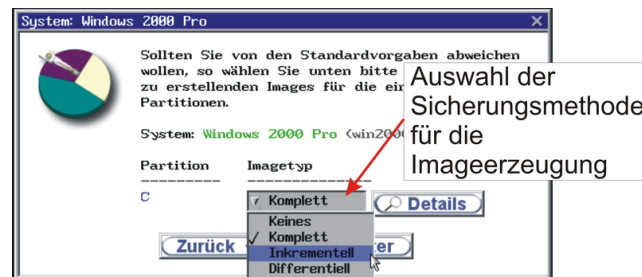 System: Windows 2000 Pro
Sollten Sie von den Standardvorgaben abweichen
wollen, so wählen Sie unten bitte
zu erstellenden Images für die ein
Partitionen.
Auswahl der
Sicherungsmethode
für die
Imageerzeugung
System: Windows 2000 Pro (win200
Partition Imagetyp
C Komplett Details
Keines
Komplett
Inkrementell
Differentiell
Zurück er